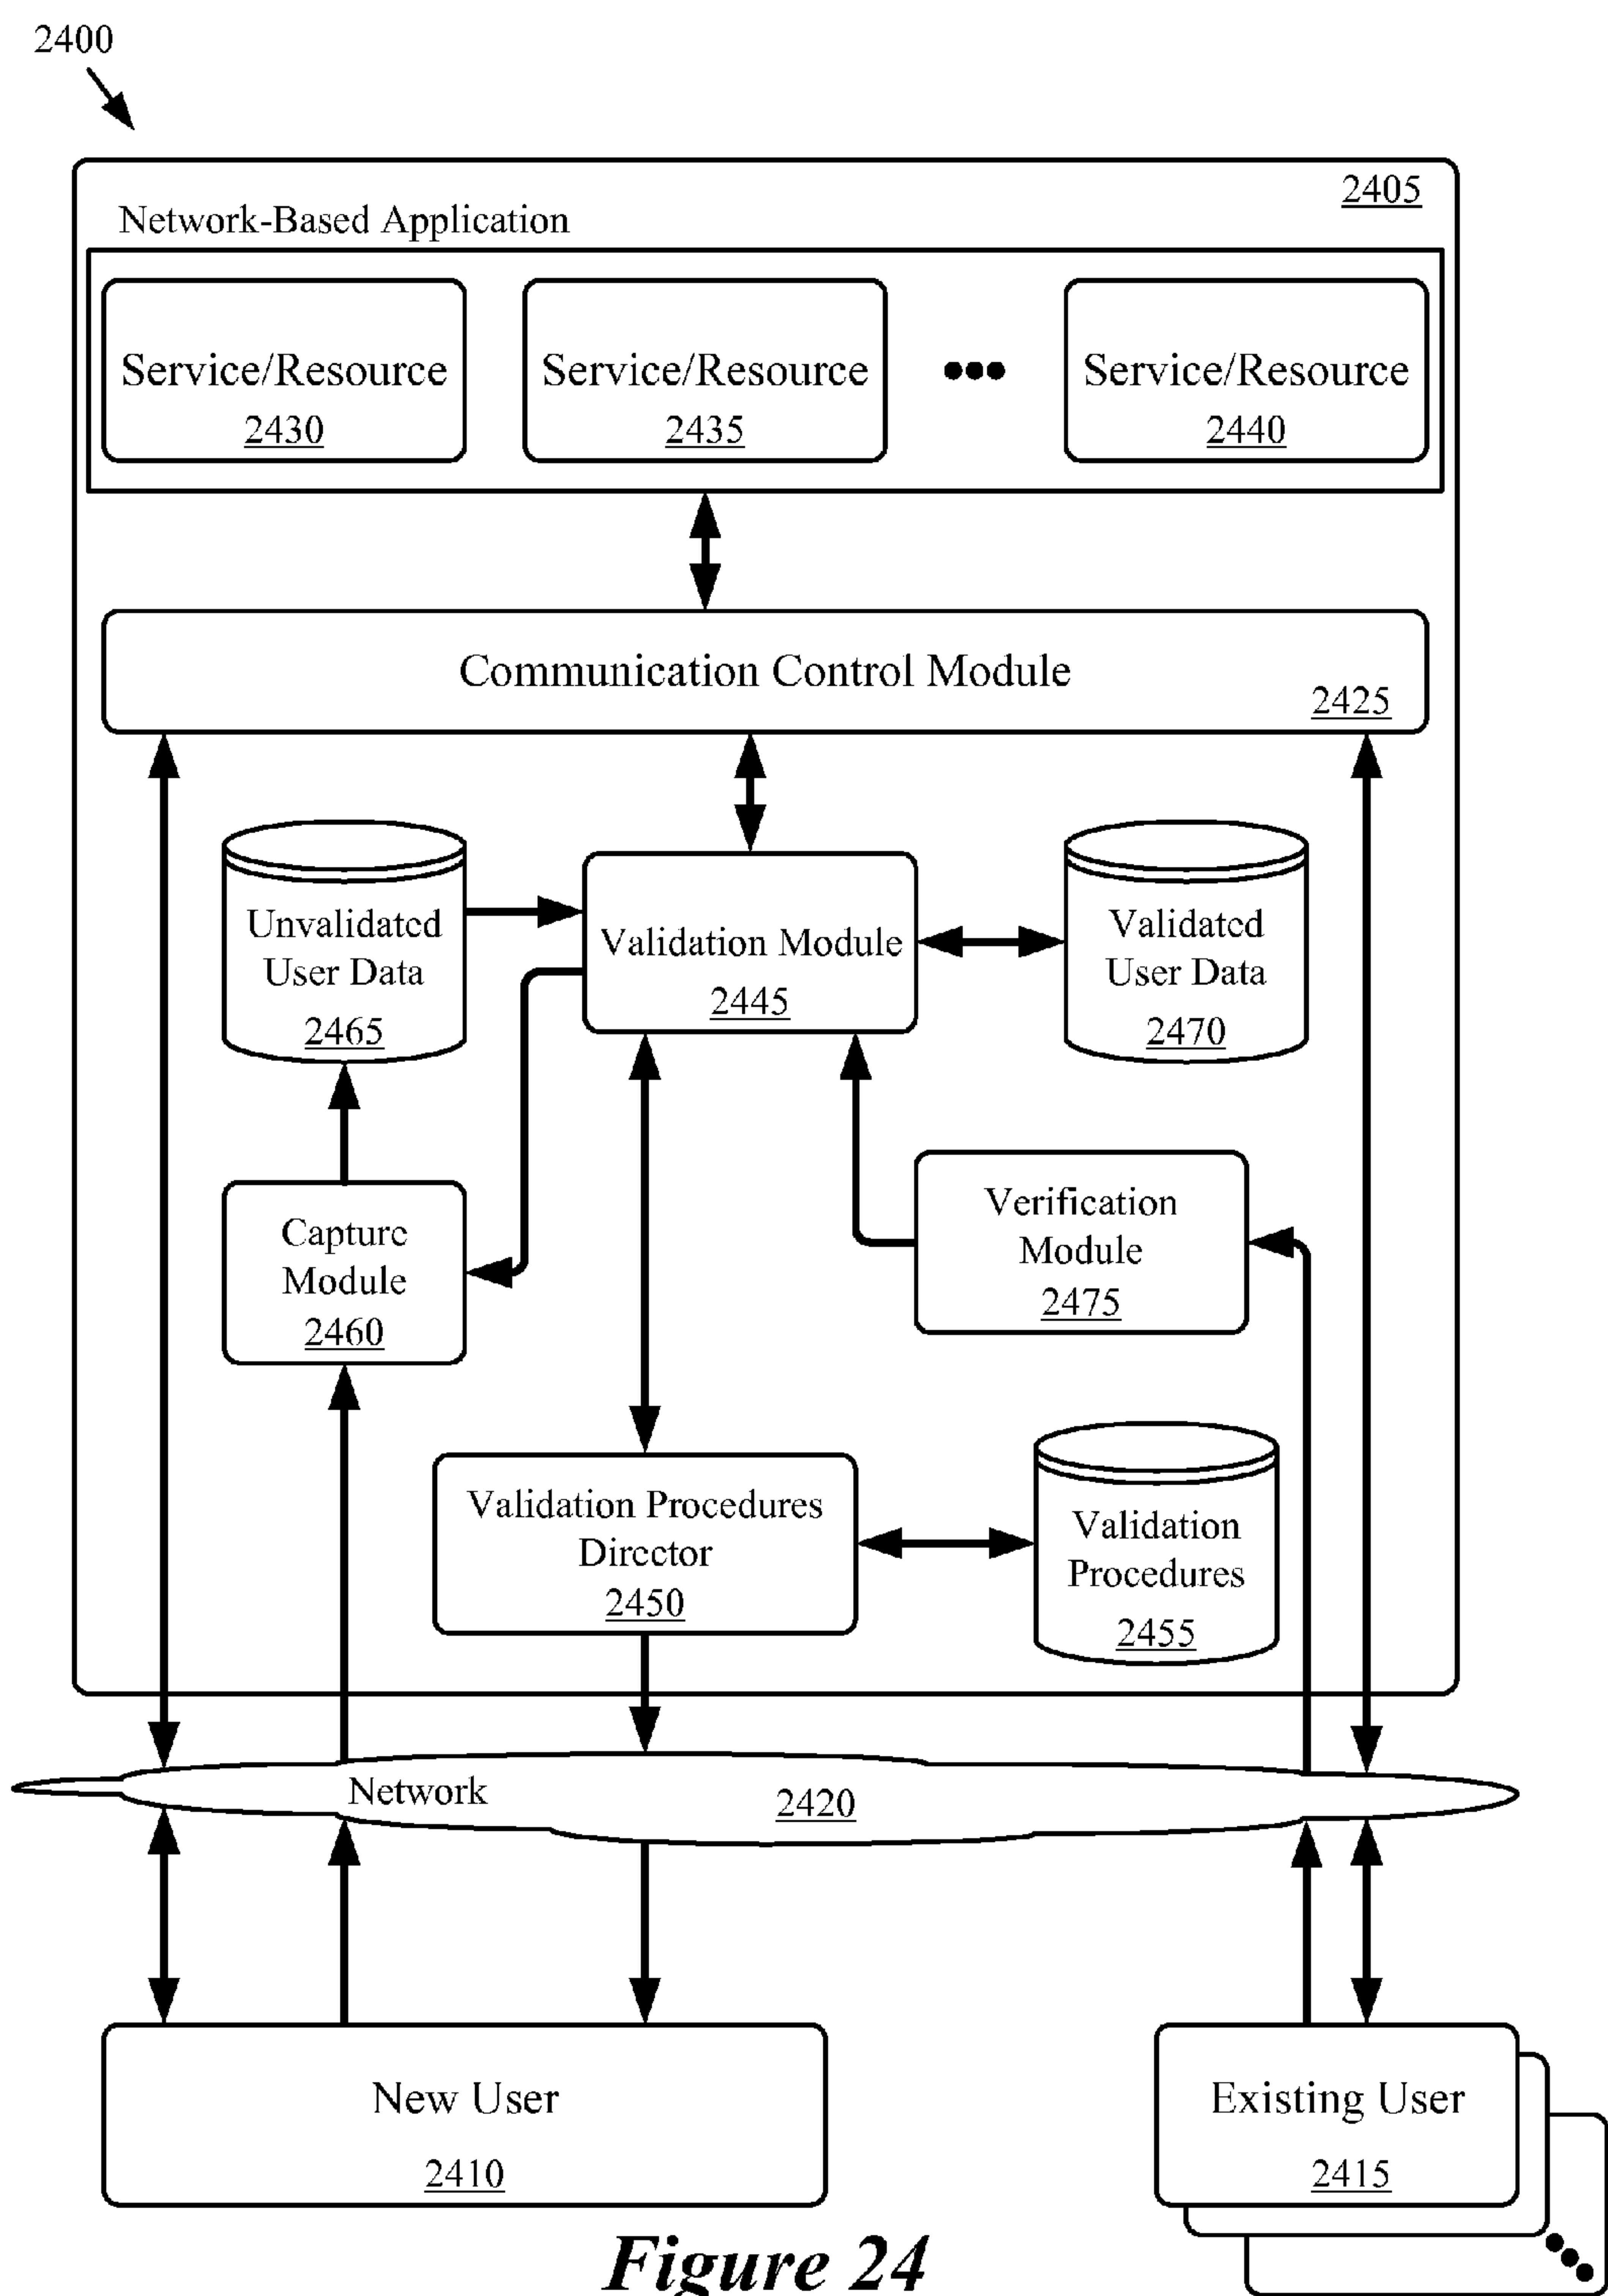 2400
2405
Network-Based Application
Service/Resource
2430
Service/Resource
2435
Service/Resource
2440
Communication Control Module
2425
Unvalidated
User Data
2465
Validation Module
2445
Validated
User Data
2470
Capture
Module
2460
Verification
Module
2475
Validation Procedures
Director
2450
Validation
Procedures
2455
Network
2420
New User
2410
Existing User
2415
Figure 24